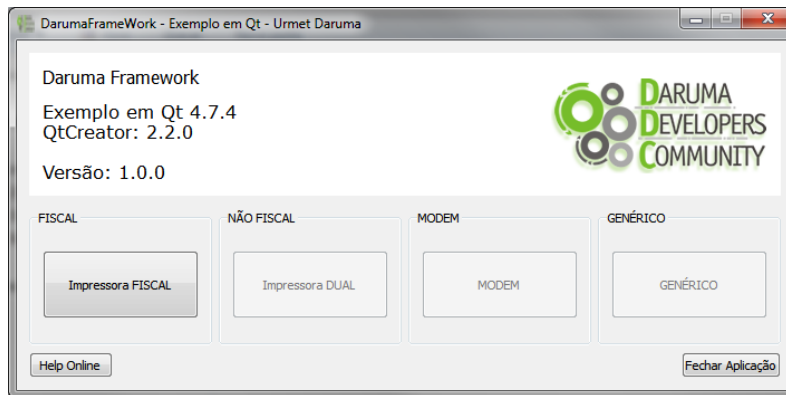 DarumaFrameWork - Exemplo em Qt - Urmet Daruma
Daruma Framework
Exemplo em Qt 4.7.4
QtCreator: 2.2.0
Versão: 1.0.0
DARUMA
DEVELOPERS
COMMUNITY
FISCAL
NÃO FISCAL
MODEM
GENÉRICO
Impressora FISCAL
Impressora DUAL
MODEM
GENÉRICO
Help Online
Fechar Aplicação